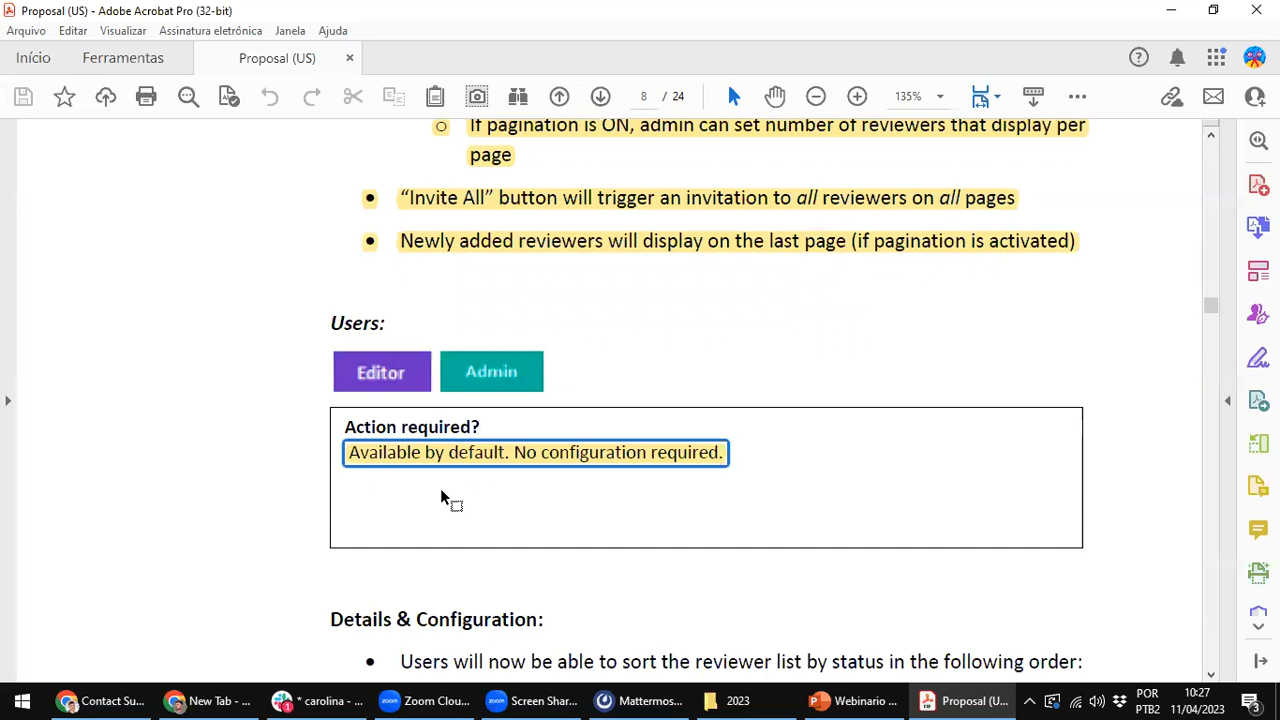 Proposal (US) - Adobe Acrobat Pro (32-bit)
Arquivo Editar Visualizar Assinatura eletrônica Janela Ajuda
Início Ferramentas Proposal (US) ×
8 / 24 135%
If pagination is ON, admin can set number of reviewers that display per
page
“Invite All” button will trigger an invitation to all reviewers on all pages
Newly added reviewers will display on the last page (if pagination is activated)
Users:
Editor Admin
Action required?
Available by default. No configuration required.
Details & Configuration:
Users will now be able to sort the reviewer list by status in the following order:
Contact Su... New Tab - ... * carolina - ... Zoom Clou... Screen Shar... Mattermos... 2023 Webinario ... Proposal (U... POR 10:27
PTB2 11/04/2023 3